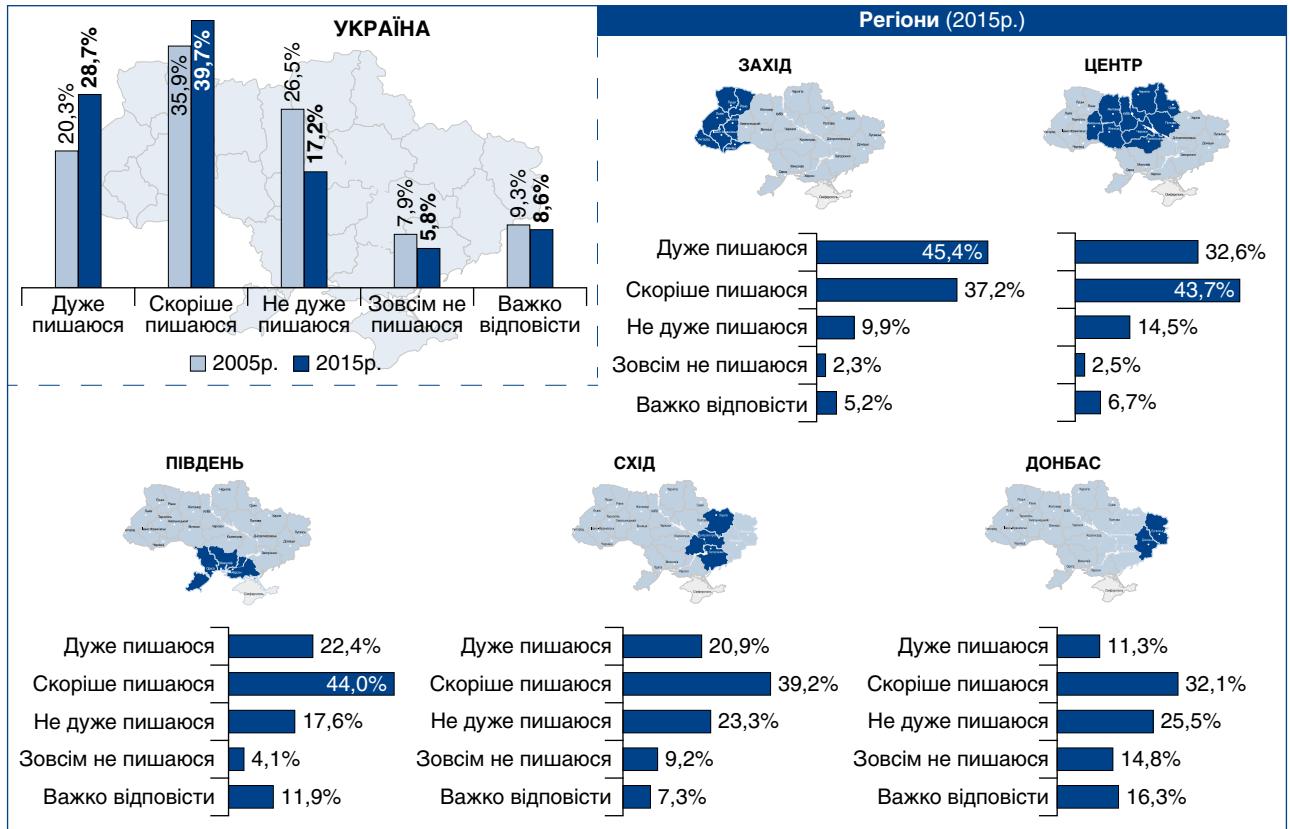 УКРАЇНА
20,3%
28,7%
35,9%
39,7%
26,5%
17,2%
7,9%
5,8%
9,3%
8,6%
Дуже пишаюся
Скоріше пишаюся
Не дуже пишаюся
Зовсім не пишаюся
Важко відповісти
2005р. 2015р.
Регіони (2015р.)
ЗАХІД
Дуже пишаюся 45,4%
Скоріше пишаюся 37,2%
Не дуже пишаюся 9,9%
Зовсім не пишаюся 2,3%
Важко відповісти 5,2%
ЦЕНТР
32,6%
43,7%
14,5%
2,5%
6,7%
ПІВДЕНЬ
Дуже пишаюся 22,4%
Скоріше пишаюся 44,0%
Не дуже пишаюся 17,6%
Зовсім не пишаюся 4,1%
Важко відповісти 11,9%
СХІД
Дуже пишаюся 20,9%
Скоріше пишаюся 39,2%
Не дуже пишаюся 23,3%
Зовсім не пишаюся 9,2%
Важко відповісти 7,3%
ДОНБАС
Дуже пишаюся 11,3%
Скоріше пишаюся 32,1%
Не дуже пишаюся 25,5%
Зовсім не пишаюся 14,8%
Важко відповісти 16,3%